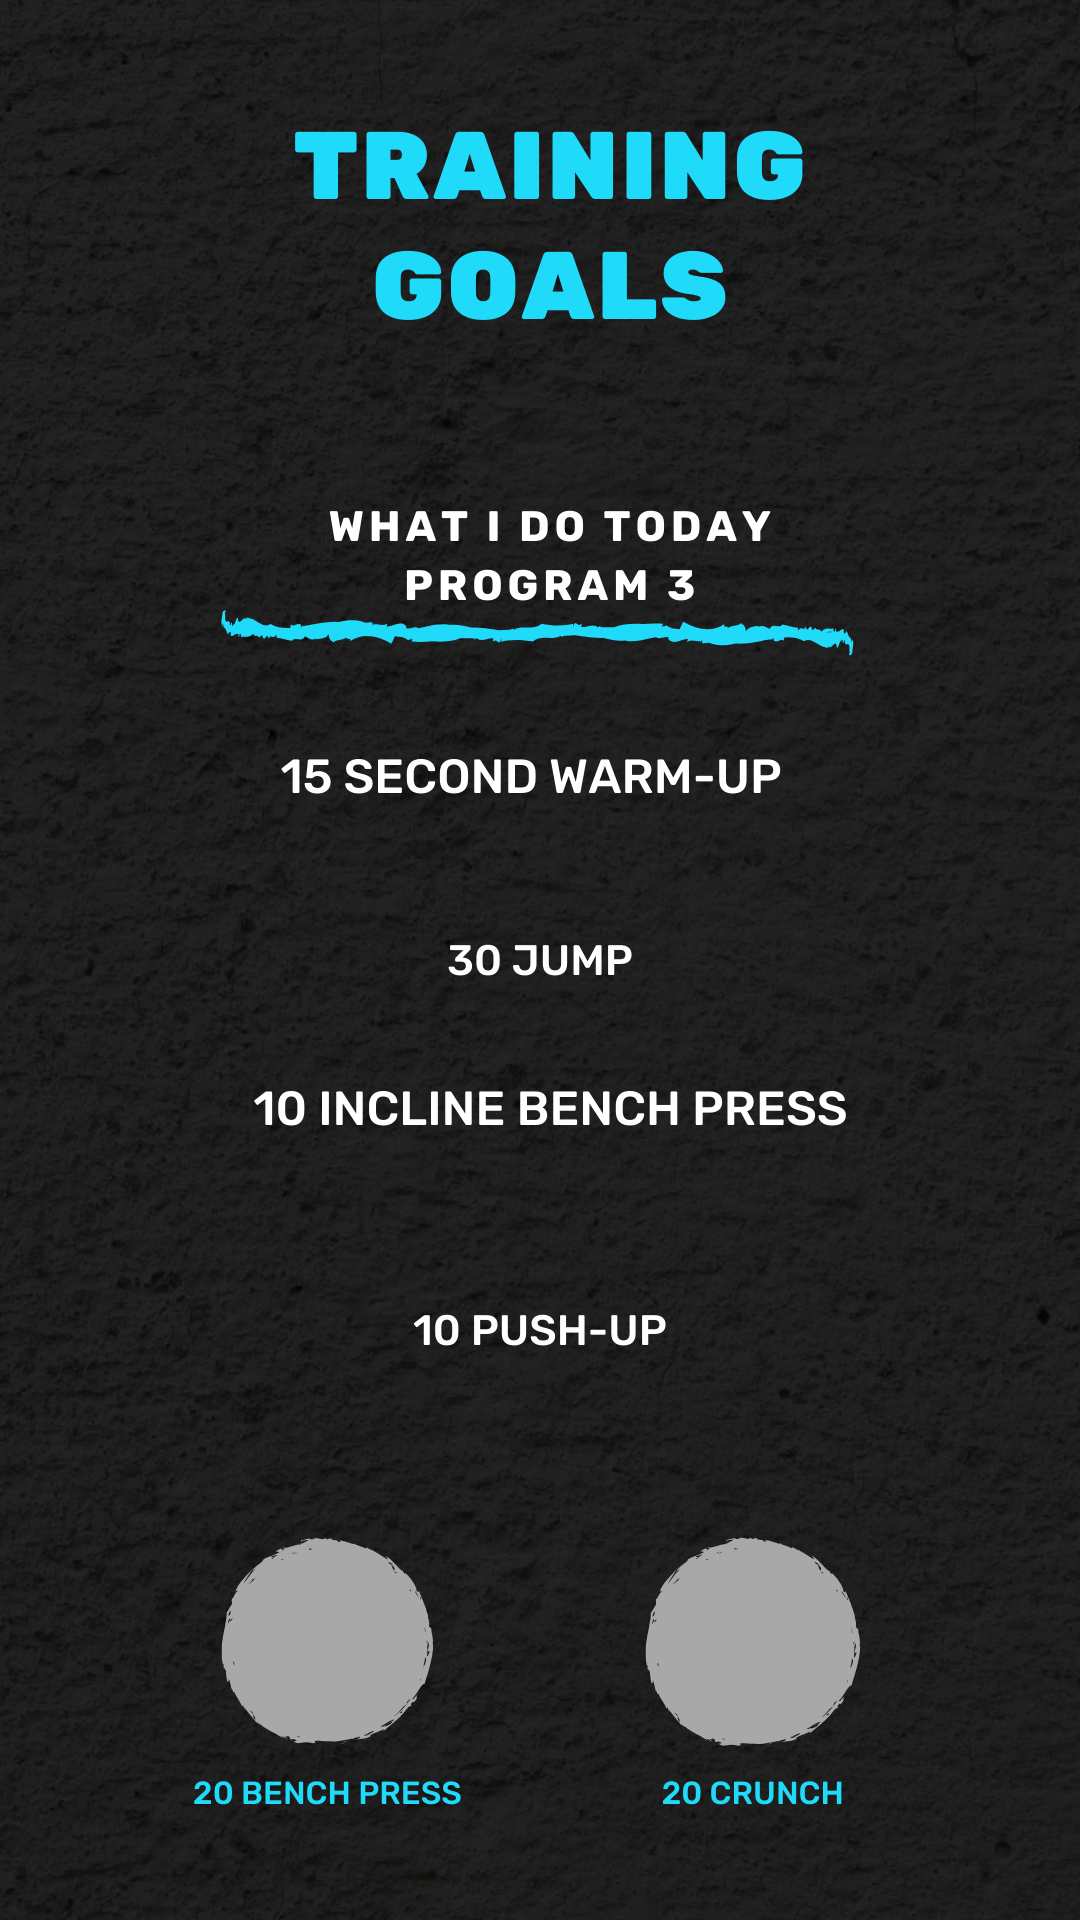 TRAINING
GOALS
WHAT I DO TODAY
PROGRAM 3
15 SECOND WARM-UP
30 JUMP
10 INCLINE BENCH PRESS
10 PUSH-UP
20 BENCH PRESS
20 CRUNCH